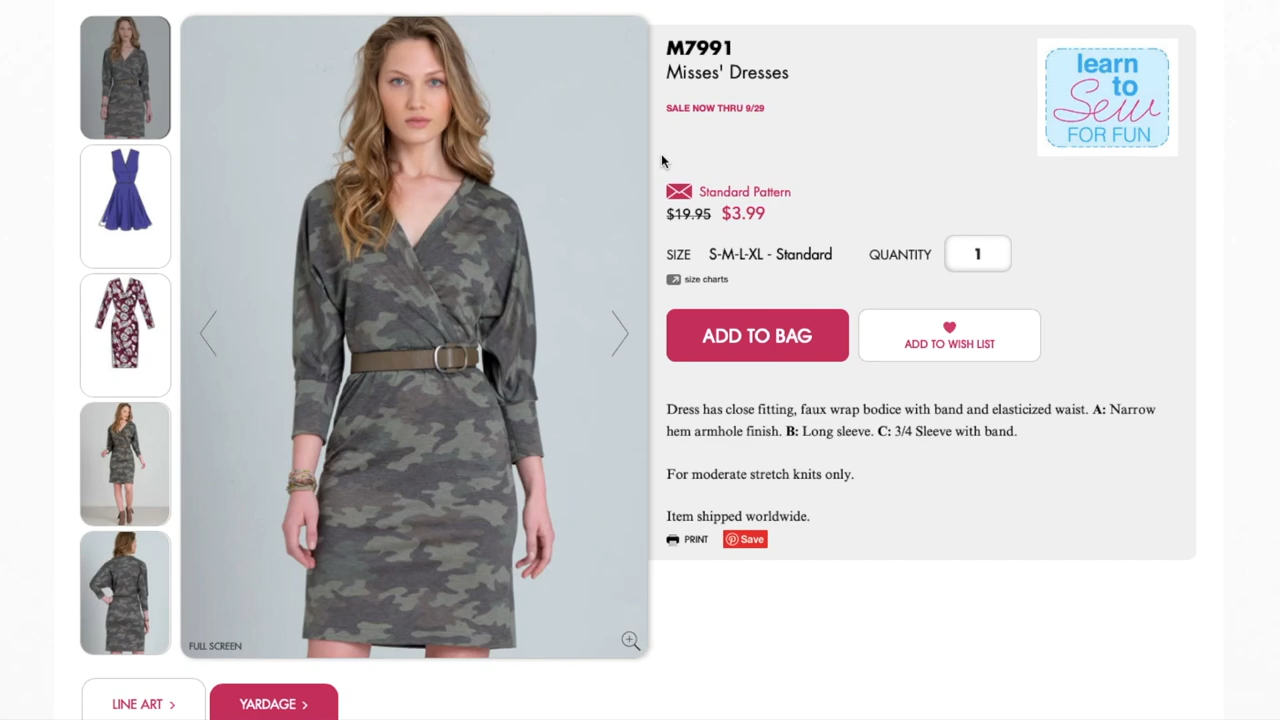 M7991
Misses' Dresses
SALE NOW THRU 9/29
learn
to
Sew
FOR FUN
Standard Pattern
$19.95 $3.99
SIZE S-M-L-XL - Standard QUANTITY 1
size charts
ADD TO BAG
ADD TO WISH LIST
Dress has close fitting, faux wrap bodice with band and elasticized waist. A: Narrow
hem armhole finish. B: Long sleeve. C: 3/4 Sleeve with band.
For moderate stretch knits only.
Item shipped worldwide.
PRINT Save
FULL SCREEN
LINE ART > YARDAGE >